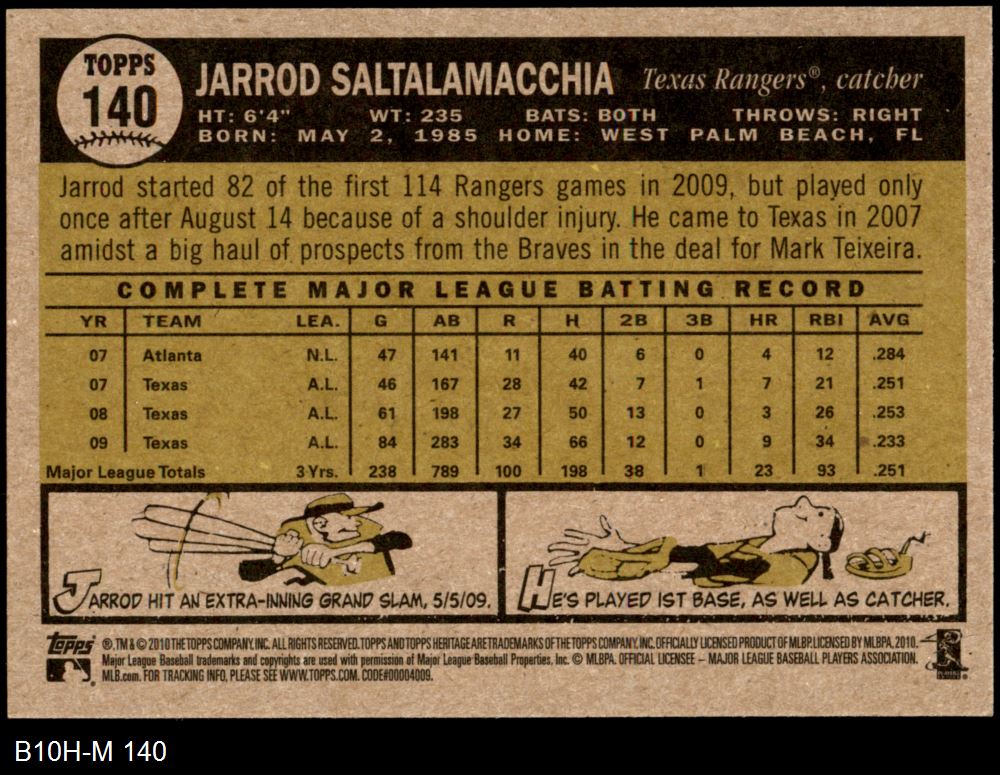 TOPPS
140
JARROD SALTALAMACCHIA Texas Rangers®, catcher
HT: 6'4" WT: 235 BATS: BOTH THROWS: RIGHT
BORN: MAY 2, 1985 HOME: WEST PALM BEACH, FL
Jarrod started 82 of the first 114 Rangers games in 2009, but played only
once after August 14 because of a shoulder injury. He came to Texas in 2007
amidst a big haul of prospects from the Braves in the deal for Mark Teixeira.
COMPLETE MAJOR LEAGUE BATTING RECORD
YR TEAM LEA. G AB R H 2B 3B HR RBI AVG
07 Atlanta N.L. 47 141 11 40 6 0 4 12 .284
07 Texas A.L. 46 167 28 42 7 1 7 21 .251
08 Texas A.L. 61 198 27 50 13 0 3 26 .253
09 Texas A.L. 84 283 34 66 12 0 9 34 .233
Major League Totals 3 Yrs. 238 789 100 198 38 1 23 93 .251
JARROD HIT AN EXTRA-INNING GRAND SLAM, 5/5/09.
HE'S PLAYED 1ST BASE, AS WELL AS CATCHER.
Topps ®, TM & © 2010 THE TOPPS COMPANY, INC. ALL RIGHTS RESERVED. TOPPS AND TOPPS HERITAGE ARE TRADEMARKS OF THE TOPPS COMPANY, INC. OFFICIALLY LICENSED PRODUCT OF MLBP. LICENSED BY MLBPA, 2010.
Major League Baseball trademarks and copyrights are used with permission of Major League Baseball Properties, Inc. © MLBPA. OFFICIAL LICENSEE – MAJOR LEAGUE BASEBALL PLAYERS ASSOCIATION.
MLB.com. FOR TRACKING INFO, PLEASE SEE WWW.TOPPS.COM. CODE#00004009.
B10H-M 140